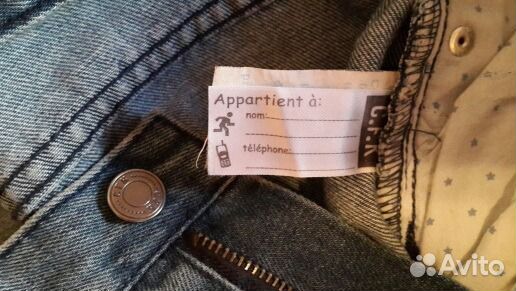 Appartient à:
nom:
téléphone:
Avito